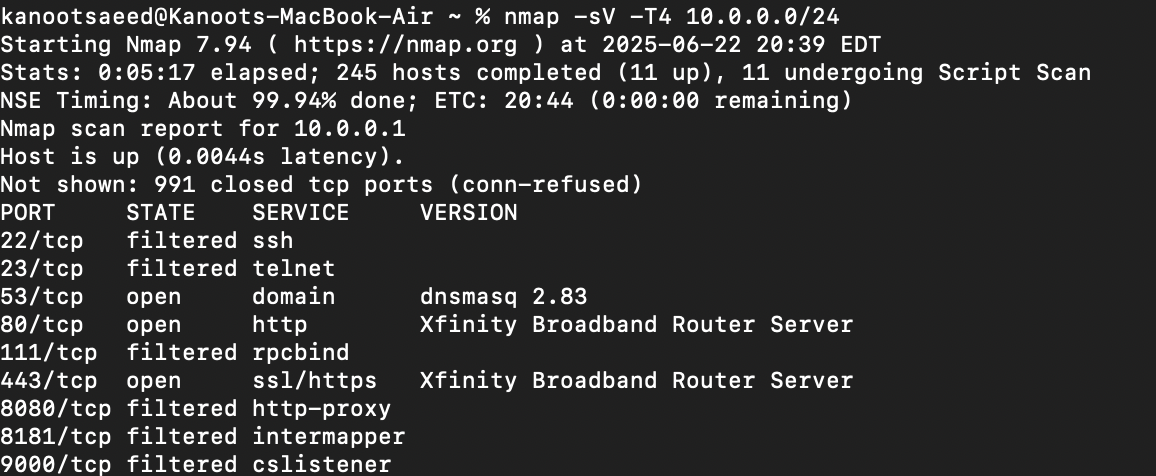 kanootsaeed@Kanoots-MacBook-Air ~ % nmap -sV -T4 10.0.0.0/24
Starting Nmap 7.94 ( https://nmap.org ) at 2025-06-22 20:39 EDT
Stats: 0:05:17 elapsed; 245 hosts completed (11 up), 11 undergoing Script Scan
NSE Timing: About 99.94% done; ETC: 20:44 (0:00:00 remaining)
Nmap scan report for 10.0.0.1
Host is up (0.0044s latency).
Not shown: 991 closed tcp ports (conn-refused)
PORT     STATE    SERVICE     VERSION
22/tcp   filtered ssh
23/tcp   filtered telnet
53/tcp   open     domain      dnsmasq 2.83
80/tcp   open     http        Xfinity Broadband Router Server
111/tcp  filtered rpcbind
443/tcp  open     ssl/https   Xfinity Broadband Router Server
8080/tcp filtered http-proxy
8181/tcp filtered intermapper
9000/tcp filtered cslistener